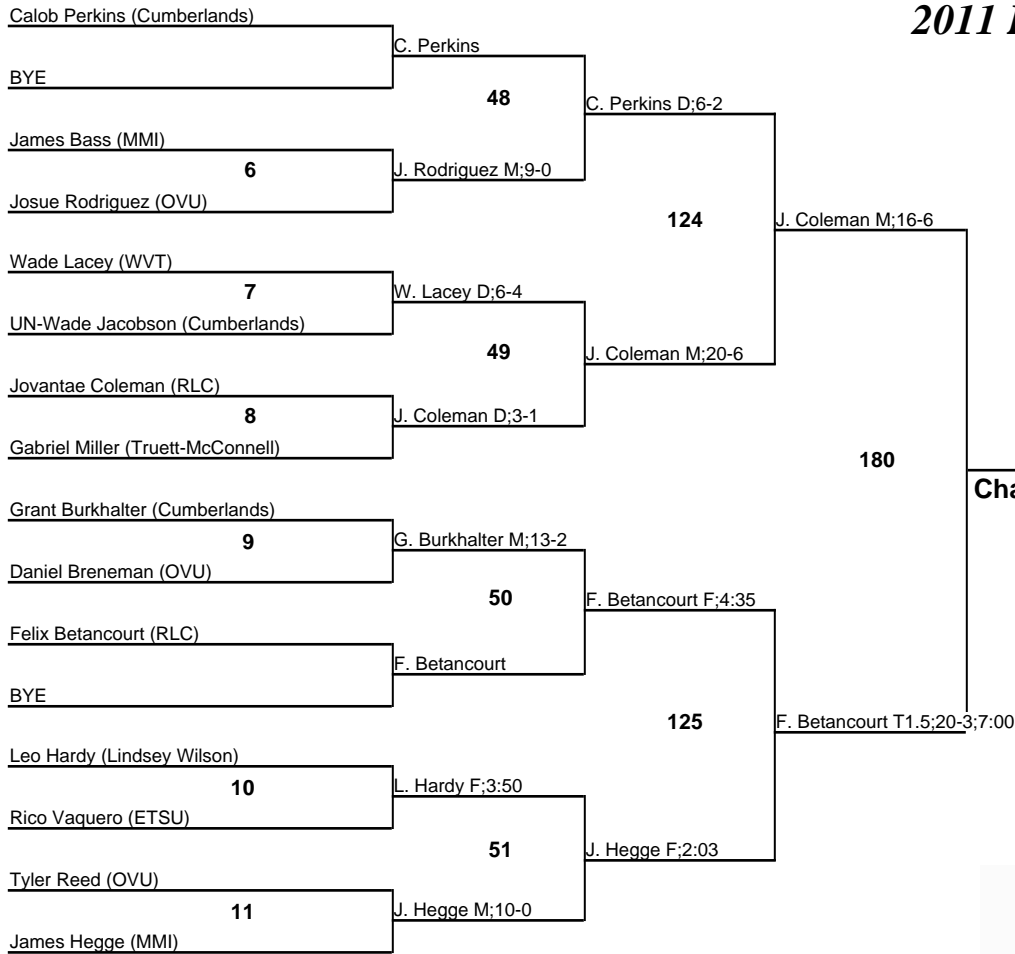 Calob Perkins (Cumberlands)
2011
C. Perkins
BYE
48
C. Perkins D;6-2
James Bass (MMI)
6
J. Rodriguez M;9-0
Josue Rodriguez (OVU)
124
J. Coleman M;16-6
Wade Lacey (WVT)
7
W. Lacey D;6-4
UN-Wade Jacobson (Cumberlands)
49
J. Coleman M;20-6
Jovantae Coleman (RLC)
8
J. Coleman D;3-1
Gabriel Miller (Truett-McConnell)
180
Cha
Grant Burkhalter (Cumberlands)
9
G. Burkhalter M;13-2
Daniel Breneman (OVU)
50
F. Betancourt F;4:35
Felix Betancourt (RLC)
F. Betancourt
BYE
125
F. Betancourt T1.5;20-3;7:00
Leo Hardy (Lindsey Wilson)
10
L. Hardy F;3:50
Rico Vaquero (ETSU)
51
J. Hegge F;2:03
Tyler Reed (OVU)
11
J. Hegge M;10-0
James Hegge (MMI)